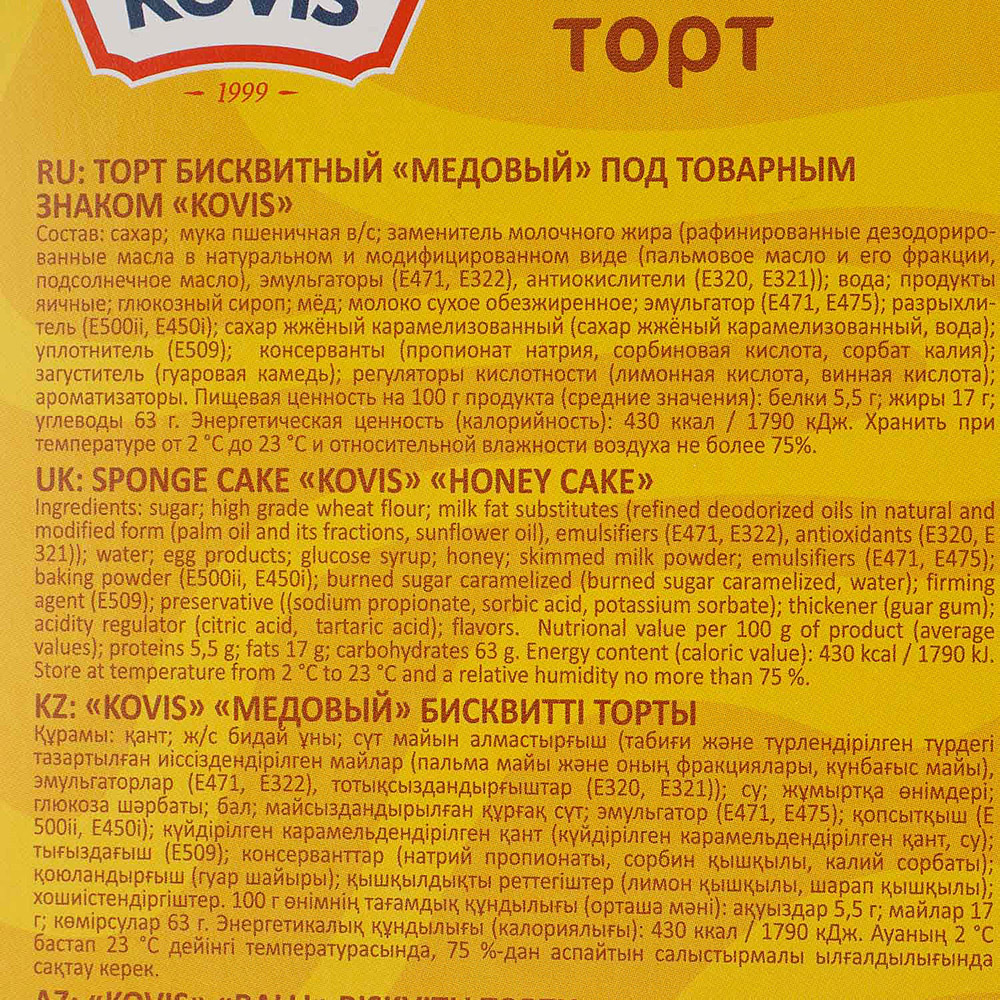 KOVIS
торт
1999
RU: ТОРТ БИСКВИТНЫЙ «МЕДОВЫЙ» ПОД ТОВАРНЫМ
ЗНАКОМ «KOVIS»
Состав: сахар; мука пшеничная в/с; заменитель молочного жира (рафинированные дезодориро-
ванные масла в натуральном и модифицированном виде (пальмовое масло и его фракции,
подсолнечное масло), эмульгаторы (Е471, Е322), антиокислители (Е320, Е321)); вода; продукты
яичные; глюкозный сироп; мёд; молоко сухое обезжиренное; эмульгатор (Е471, Е475); разрыхли-
тель (Е500ii, Е450i); сахар жжёный карамелизованный (сахар жжёный карамелизованный, вода);
уплотнитель (Е509); консерванты (пропионат натрия, сорбиновая кислота, сорбат калия);
загуститель (гуаровая камедь); регуляторы кислотности (лимонная кислота, винная кислота);
ароматизаторы. Пищевая ценность на 100 г продукта (средние значения): белки 5,5 г; жиры 17 г;
углеводы 63 г. Энергетическая ценность (калорийность): 430 ккал / 1790 кДж. Хранить при
температуре от 2 °С до 23 °С и относительной влажности воздуха не более 75%.
UK: SPONGE CAKE «KOVIS» «HONEY CAKE»
Ingredients: sugar; high grade wheat flour; milk fat substitutes (refined deodorized oils in natural and
modified form (palm oil and its fractions, sunflower oil), emulsifiers (E471, E322), antioxidants (E320, E
321)); water; egg products; glucose syrup; honey; skimmed milk powder; emulsifiers (E471, E475);
baking powder (E500ii, E450i); burned sugar caramelized (burned sugar caramelized, water); firming
agent (E509); preservative ((sodium propionate, sorbic acid, potassium sorbate); thickener (guar gum);
acidity regulator (citric acid, tartaric acid); flavors. Nutrional value per 100 g of product (average
values); proteins 5,5 g; fats 17 g; carbohydrates 63 g. Energy content (caloric value): 430 kcal / 1790 kJ.
Store at temperature from 2 °C to 23 °C and a relative humidity no more than 75 %.
KZ: «KOVIS» «МЕДОВЫЙ» БИСКВИТТІ ТОРТЫ
Құрамы: қант; ж/с бидай ұны; сүт майын алмастырғыш (табиғи және түрлендірілген түрдегі
тазартылған иіссіздендірілген майлар (пальма майы және оның фракциялары, күнбағыс майы),
эмульгаторлар (Е471, Е322), тотықсыздандырғыштар (Е320, Е321)); су; жұмыртқа өнімдері;
глюкоза шәрбаты; бал; майсыздандырылған құрғақ сүт; эмульгатор (Е471, Е475); қопсытқыш (Е
500ii, Е450i); күйдірілген карамельдендірілген қант (күйдірілген карамельдендірілген қант, су);
тығыздағыш (Е509); консерванттар (натрий пропионаты, сорбин қышқылы, калий сорбаты);
қоюландырғыш (гуар шайыры); қышқылдықты реттегіштер (лимон қышқылы, шарап қышқылы);
хошиістендіргіштер. 100 г өнімнің тағамдық құндылығы (орташа мәні): ақуыздар 5,5 г; майлар 17
г; көмірсулар 63 г. Энергетикалық құндылығы (калориялығы): 430 ккал / 1790 кДж. Ауаның 2 °С
бастап 23 °С дейінгі температурасында, 75 %-дан аспайтын салыстырмалы ылғалдылығында
сақтау керек.
AZ: «KOVIS»